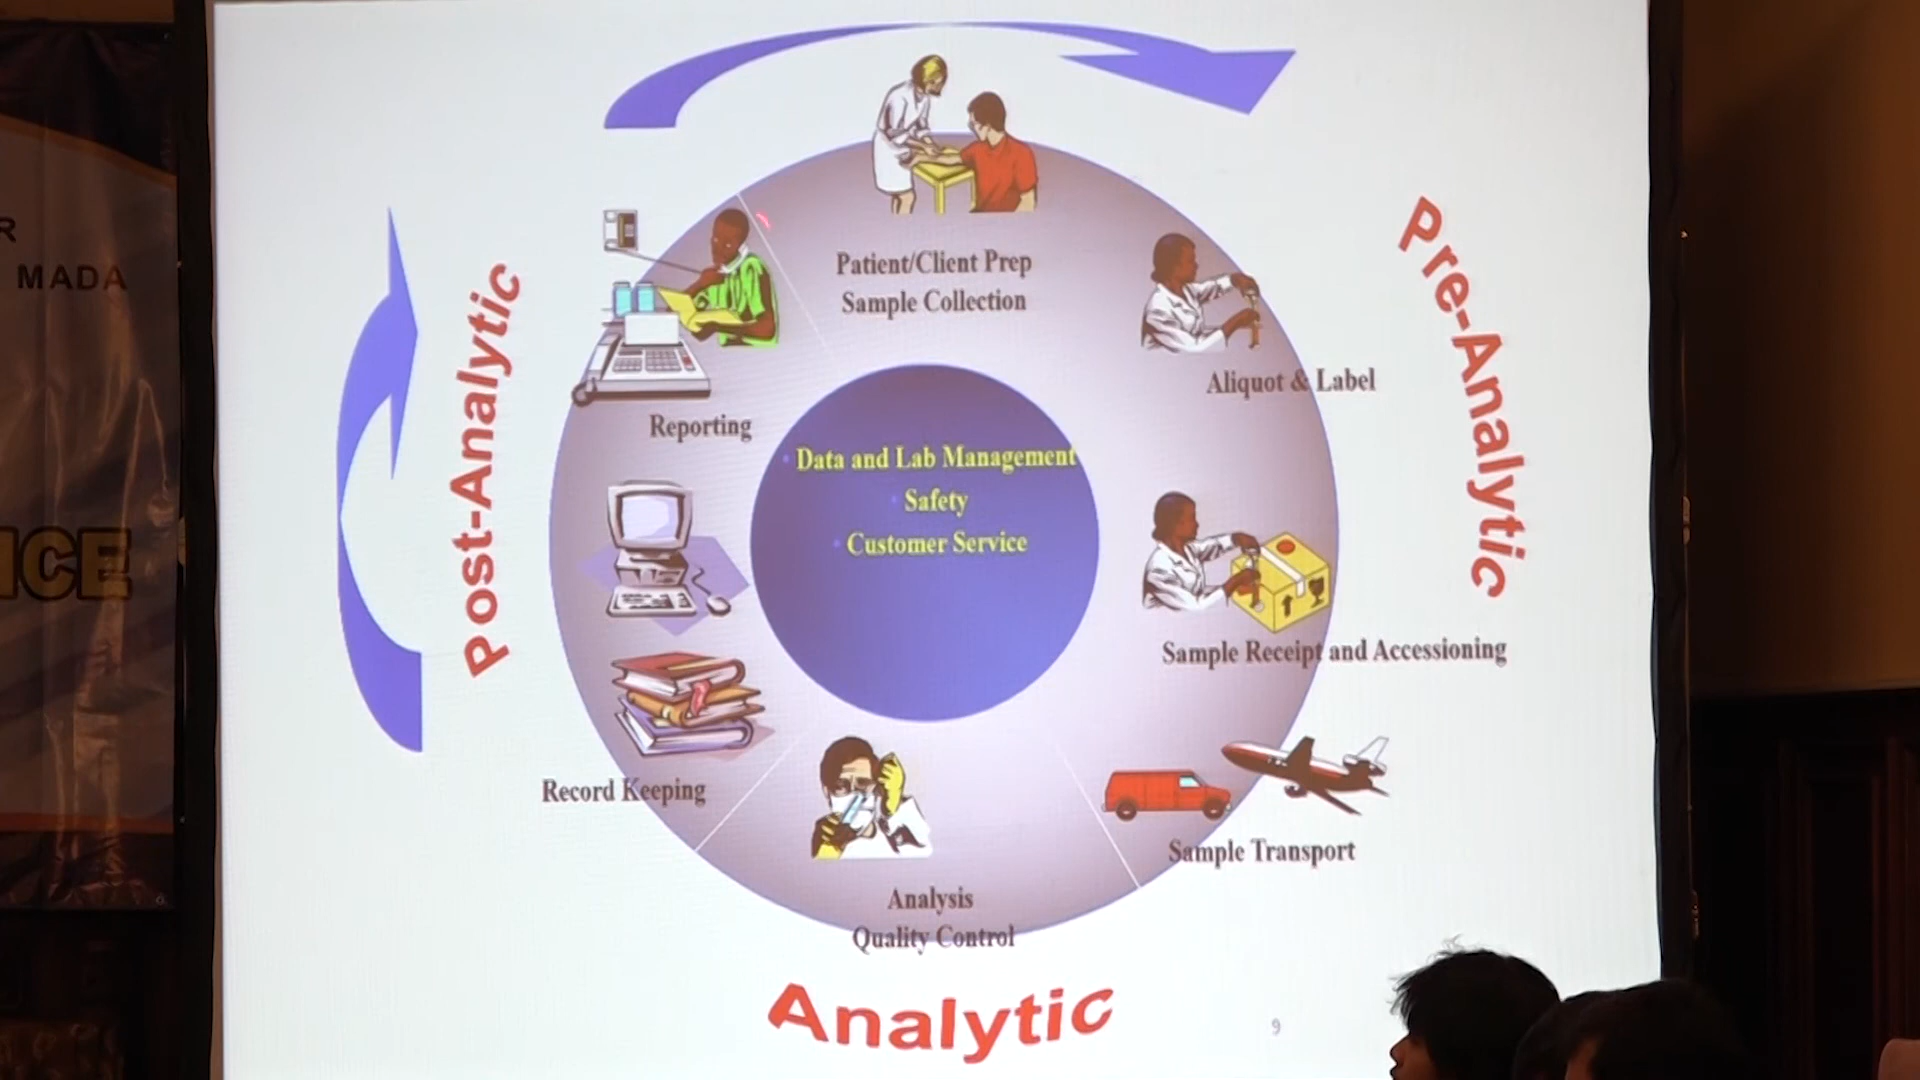 R
MADA
ICE
Patient/Client Prep
Sample Collection
Aliquot & Label
Pre-Analytic
Sample Receipt and Accessioning
Sample Transport
Analysis
Quality Control
Analytic
Record Keeping
Reporting
Post-Analytic
Data and Lab Management
Safety
Customer Service
9